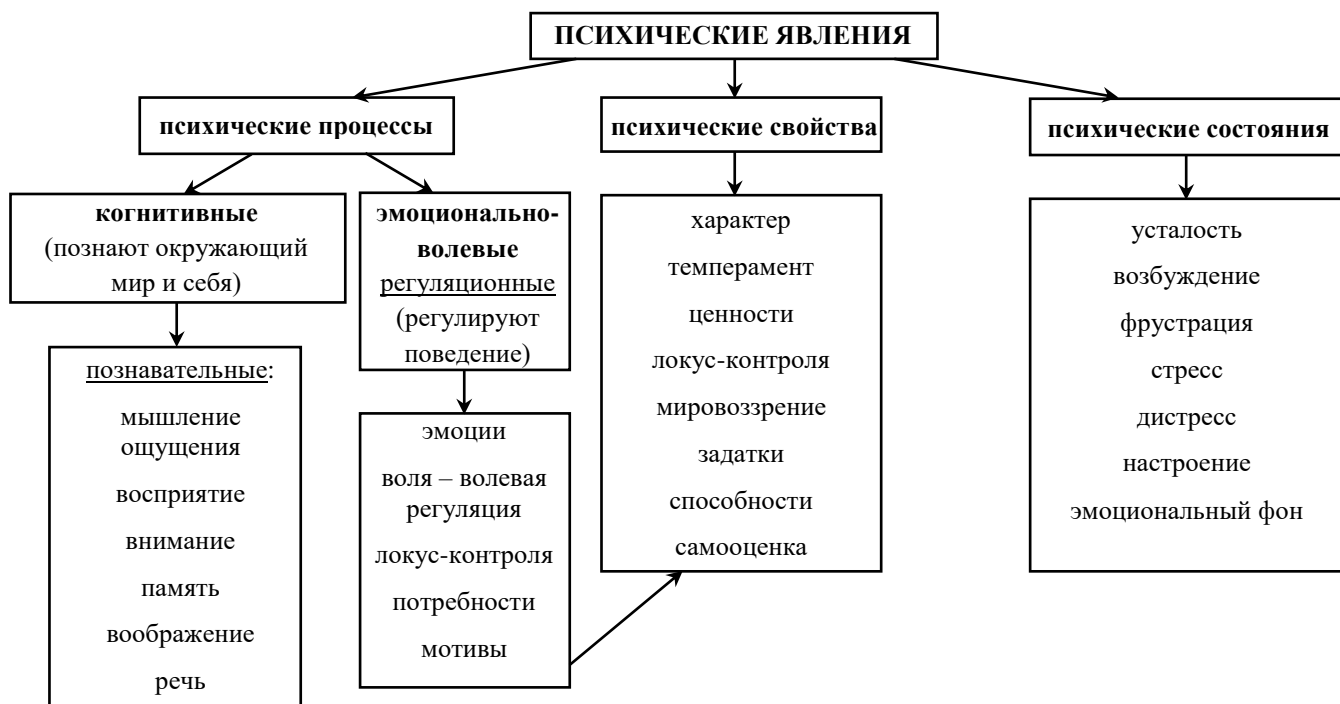 ПСИХИЧЕСКИЕ ЯВЛЕНИЯ
психические процессы
психические свойства
психические состояния
когнитивные
(познают окружающий
мир и себя)
эмоционально-
волевые
регуляционные
(регулируют
поведение)
познавательные:
мышление
ощущения
восприятие
внимание
память
воображение
речь
эмоции
воля – волевая
регуляция
локус-контроля
потребности
мотивы
характер
темперамент
ценности
локус-контроля
мировоззрение
задатки
способности
самооценка
усталость
возбуждение
фрустрация
стресс
дистресс
настроение
эмоциональный фон